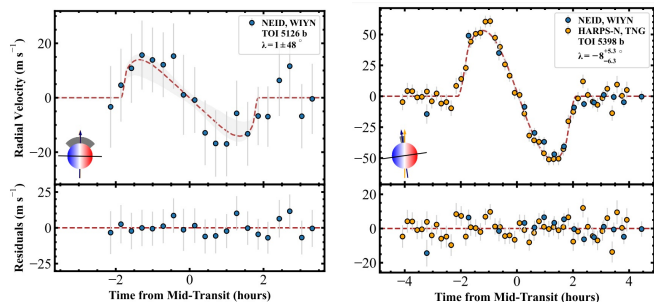 NEID, WIYN
TOI 5126 b
λ=1±48 °
Radial Velocity (m s⁻¹)
20
0
−20
Residuals (m s⁻¹)
25
0
−25
−2
0
2
Time from Mid-Transit (hours)
NEID, WIYN
HARPS-N, TNG
TOI 5398 b
λ=−8+5.3−6.3 °
50
25
0
−25
−50
20
0
−20
−4
−2
0
2
4
Time from Mid-Transit (hours)